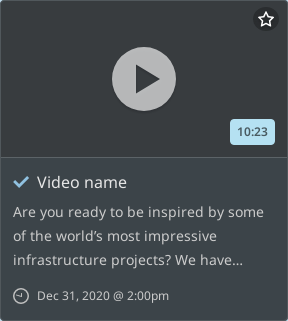 10:23
Video name
Are you ready to be inspired by some
of the world’s most impressive
infrastructure projects? We have...
Dec 31, 2020 @ 2:00pm